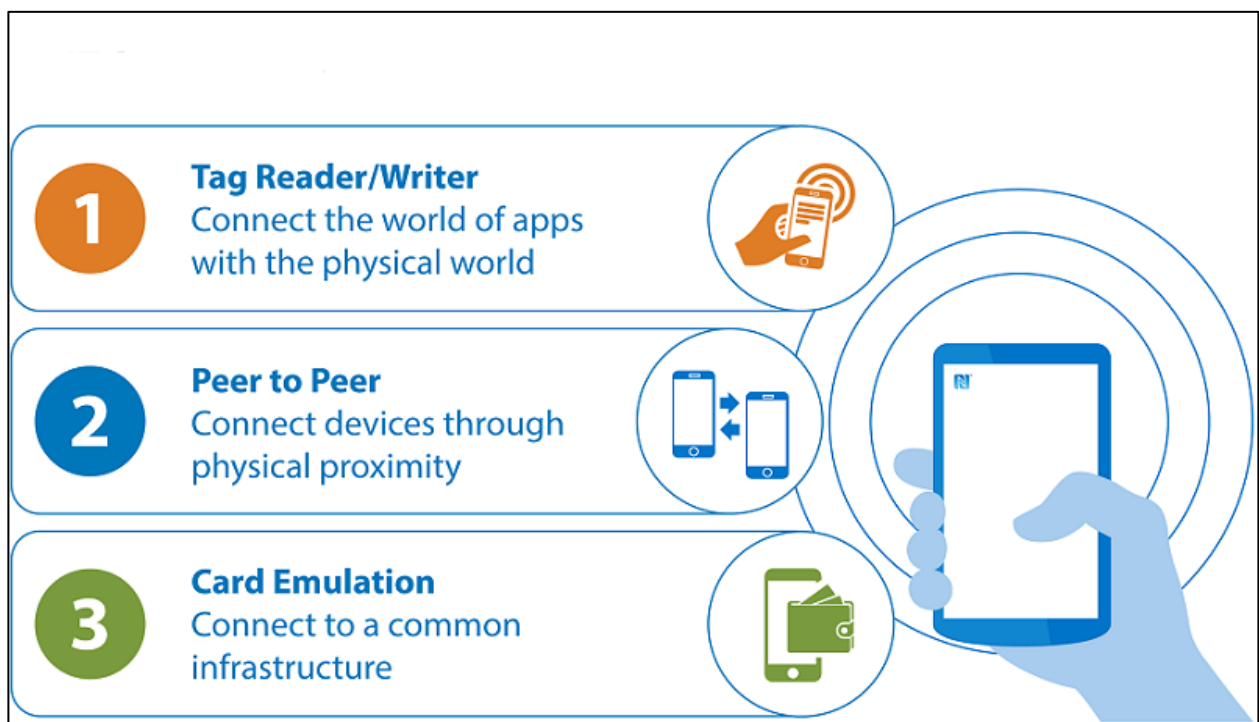 1
Tag Reader/Writer
Connect the world of apps
with the physical world
2
Peer to Peer
Connect devices through
physical proximity
3
Card Emulation
Connect to a common
infrastructure